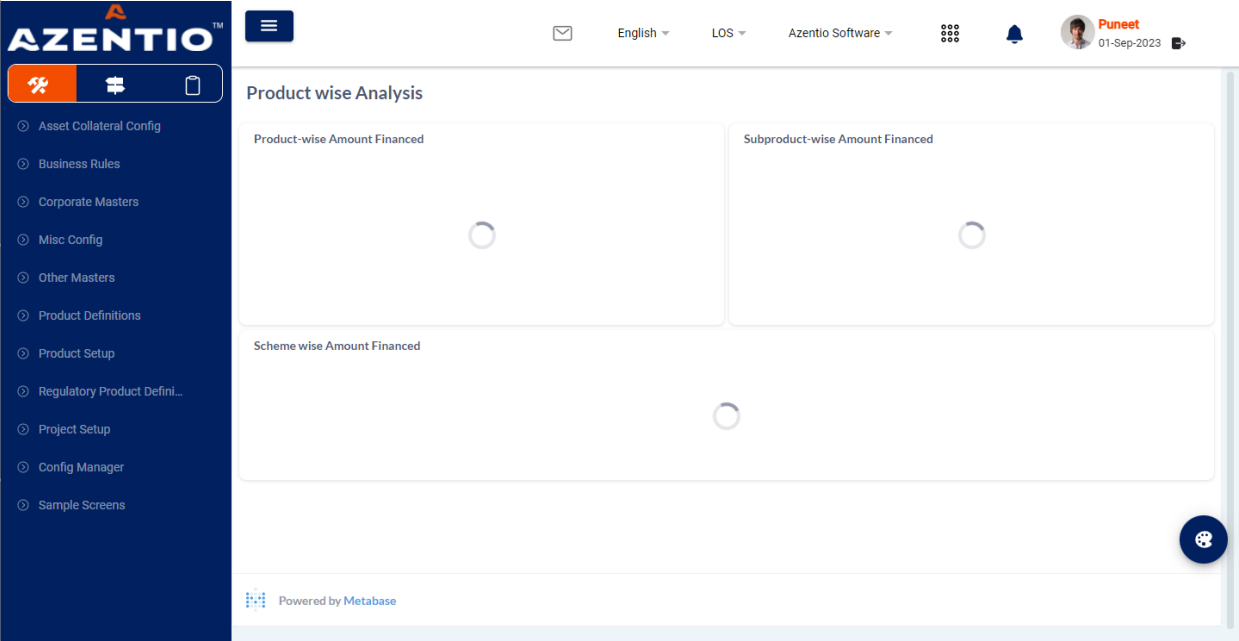 AZENTIO™
English
LOS
Azentio Software
Puneet
01-Sep-2023
Asset Collateral Config
Business Rules
Corporate Masters
Misc Config
Other Masters
Product Definitions
Product Setup
Regulatory Product Defini...
Project Setup
Config Manager
Sample Screens
Product wise Analysis
Product-wise Amount Financed
Subproduct-wise Amount Financed
Scheme wise Amount Financed
Powered by Metabase